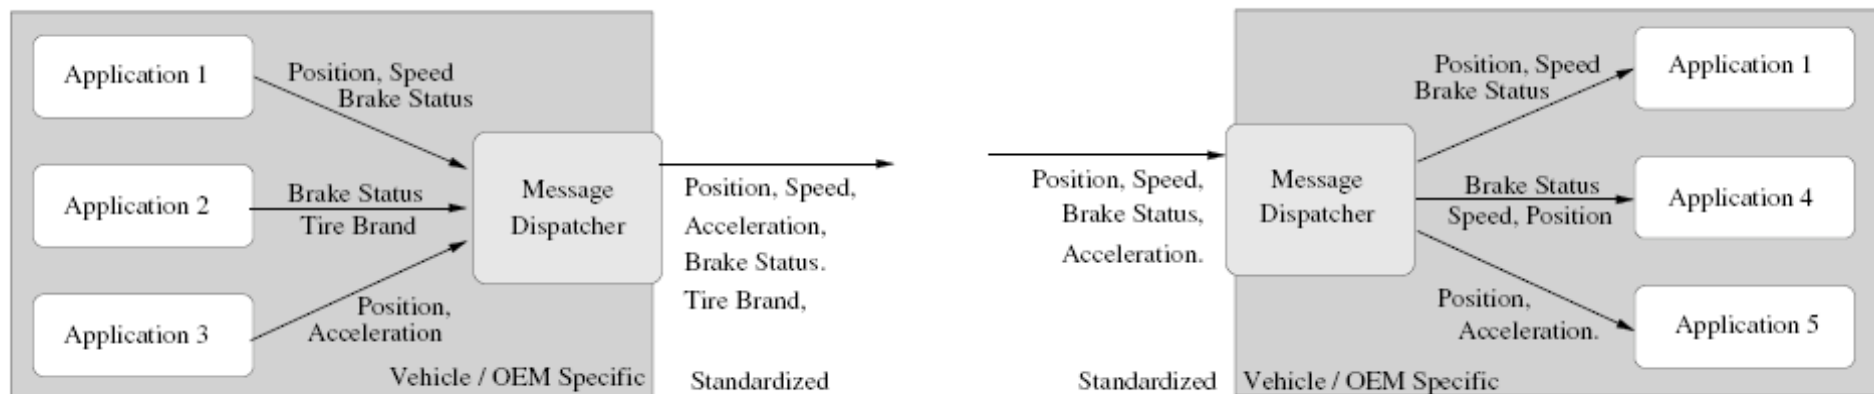 Application 1
Position, Speed
Brake Status
Application 2
Brake Status
Tire Brand
Application 3
Position,
Acceleration
Message
Dispatcher
Vehicle / OEM Specific
Position, Speed,
Acceleration,
Brake Status.
Tire Brand,
Standardized
Position, Speed,
Brake Status,
Acceleration.
Standardized
Message
Dispatcher
Position, Speed
Brake Status
Application 1
Brake Status
Speed, Position
Application 4
Position,
Acceleration.
Application 5
Vehicle / OEM Specific